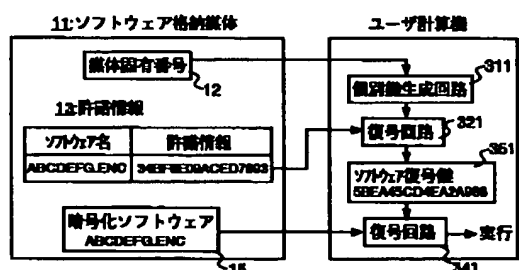 11:ソフトウェア格納媒体
ユーザ計算機
媒体固有番号
12
個別鍵生成回路
311
13:許諾情報
復号回路
321
ソフトウェア名
許諾情報
ABCDEFG.ENC
351
ソフトウェア復号鍵
暗号化ソフトウェア
ABCDEFG.ENC
15
復号回路
実行
341